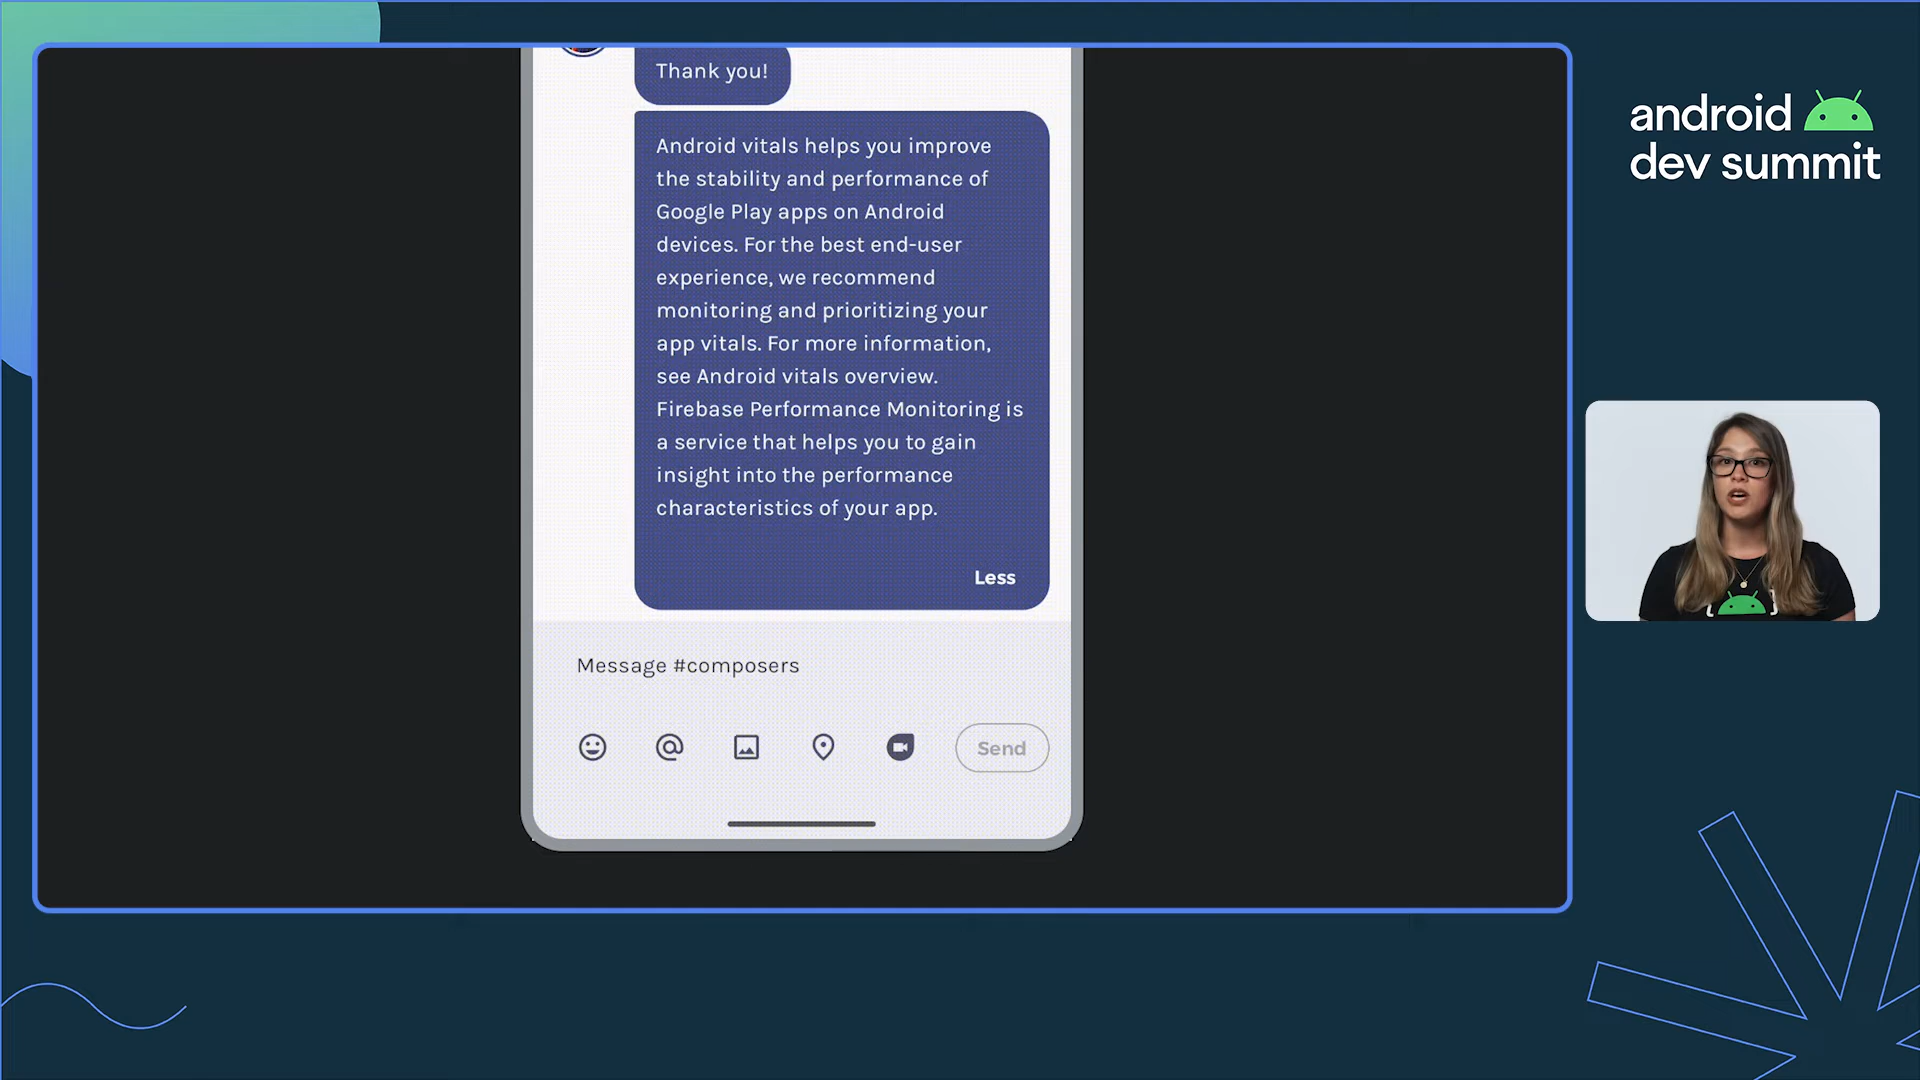 Thank you!
Android vitals helps you improve
the stability and performance of
Google Play apps on Android
devices. For the best end-user
experience, we recommend
monitoring and prioritizing your
app vitals. For more information,
see Android vitals overview.
Firebase Performance Monitoring is
a service that helps you to gain
insight into the performance
characteristics of your app.
Less
Message #composers
Send
android
dev summit